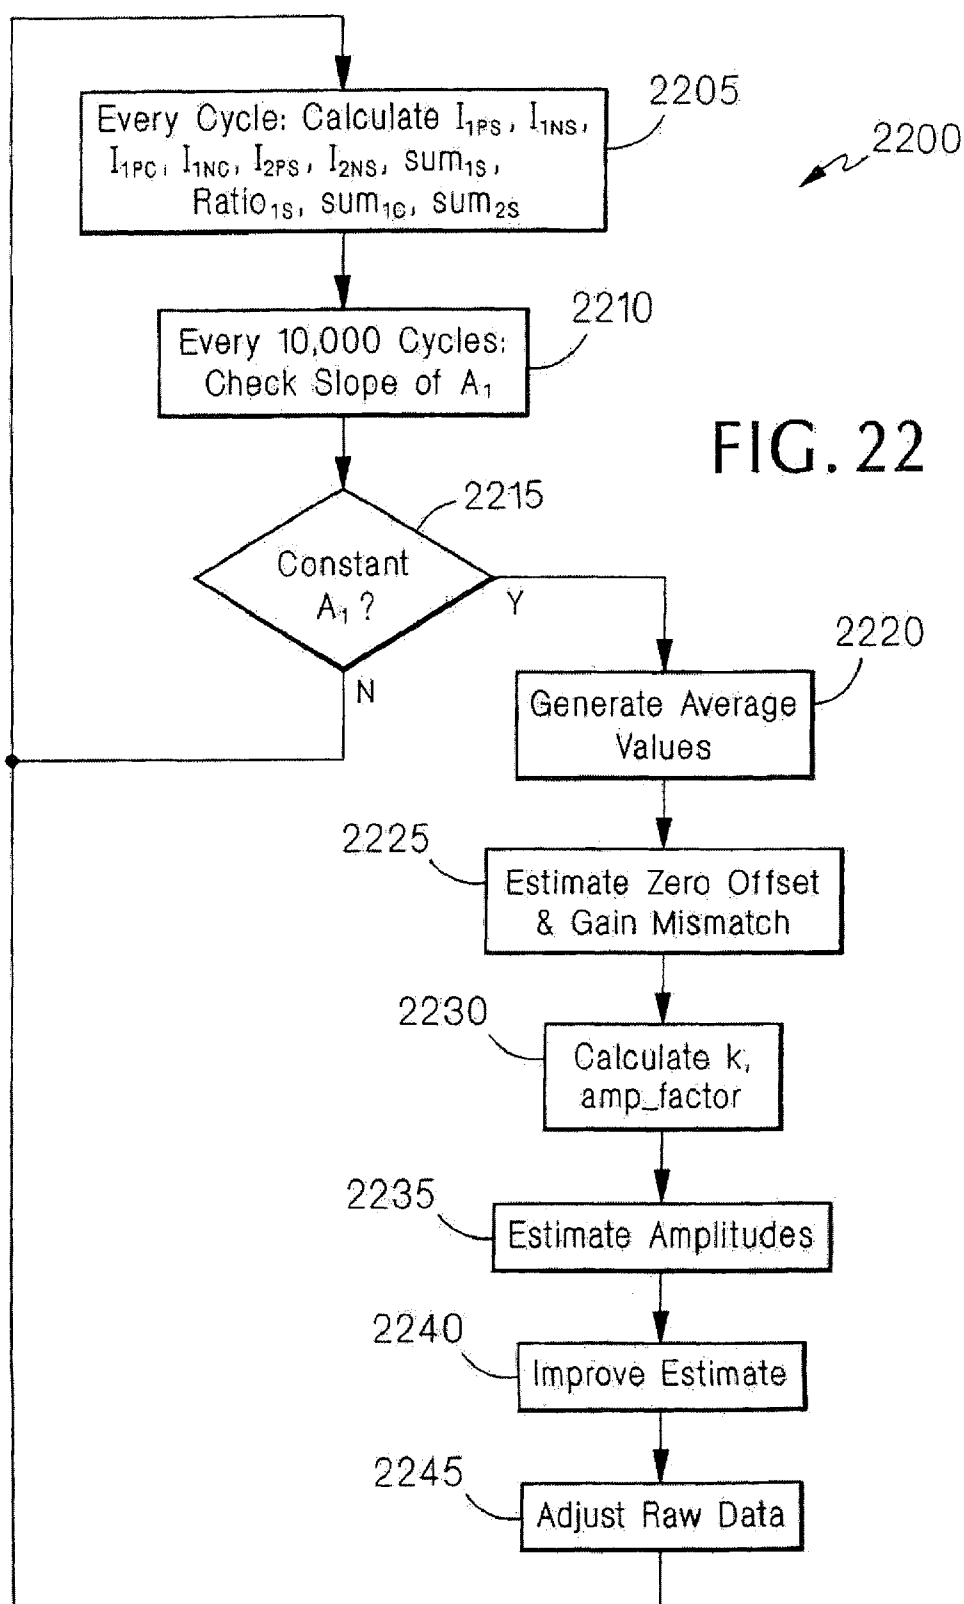 Every Cycle: Calculate I₁PS, I₁NS,
I₁PC, I₁NC, I₂PS, I₂NS, sum₁S,
Ratio₁S, sum₁C, sum₂S
2205
2200
Every 10,000 Cycles:
Check Slope of A₁
2210
FIG. 22
2215
Constant
A₁ ?
Y
N
2220
Generate Average
Values
2225
Estimate Zero Offset
& Gain Mismatch
2230
Calculate k,
amp_factor
2235
Estimate Amplitudes
2240
Improve Estimate
2245
Adjust Raw Data